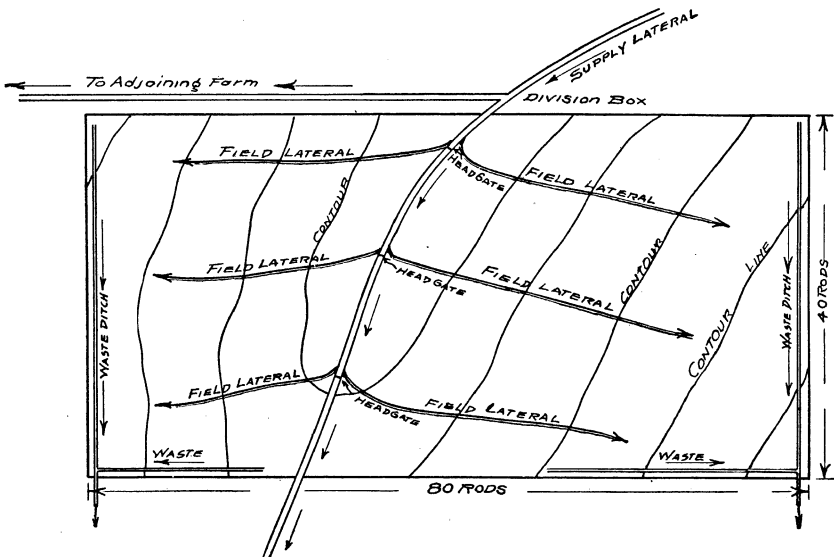 SUPPLY LATERAL
To Adjoining Farm
Division Box
FIELD LATERAL
HEADGATE
FIELD LATERAL
CONTOUR
FIELD LATERAL
HEADGATE
FIELD LATERAL
CONTOUR
CONTOUR LINE
WASTE DITCH
WASTE DITCH
40 RODS
FIELD LATERAL
HEADGATE
FIELD LATERAL
WASTE
WASTE
80 RODS